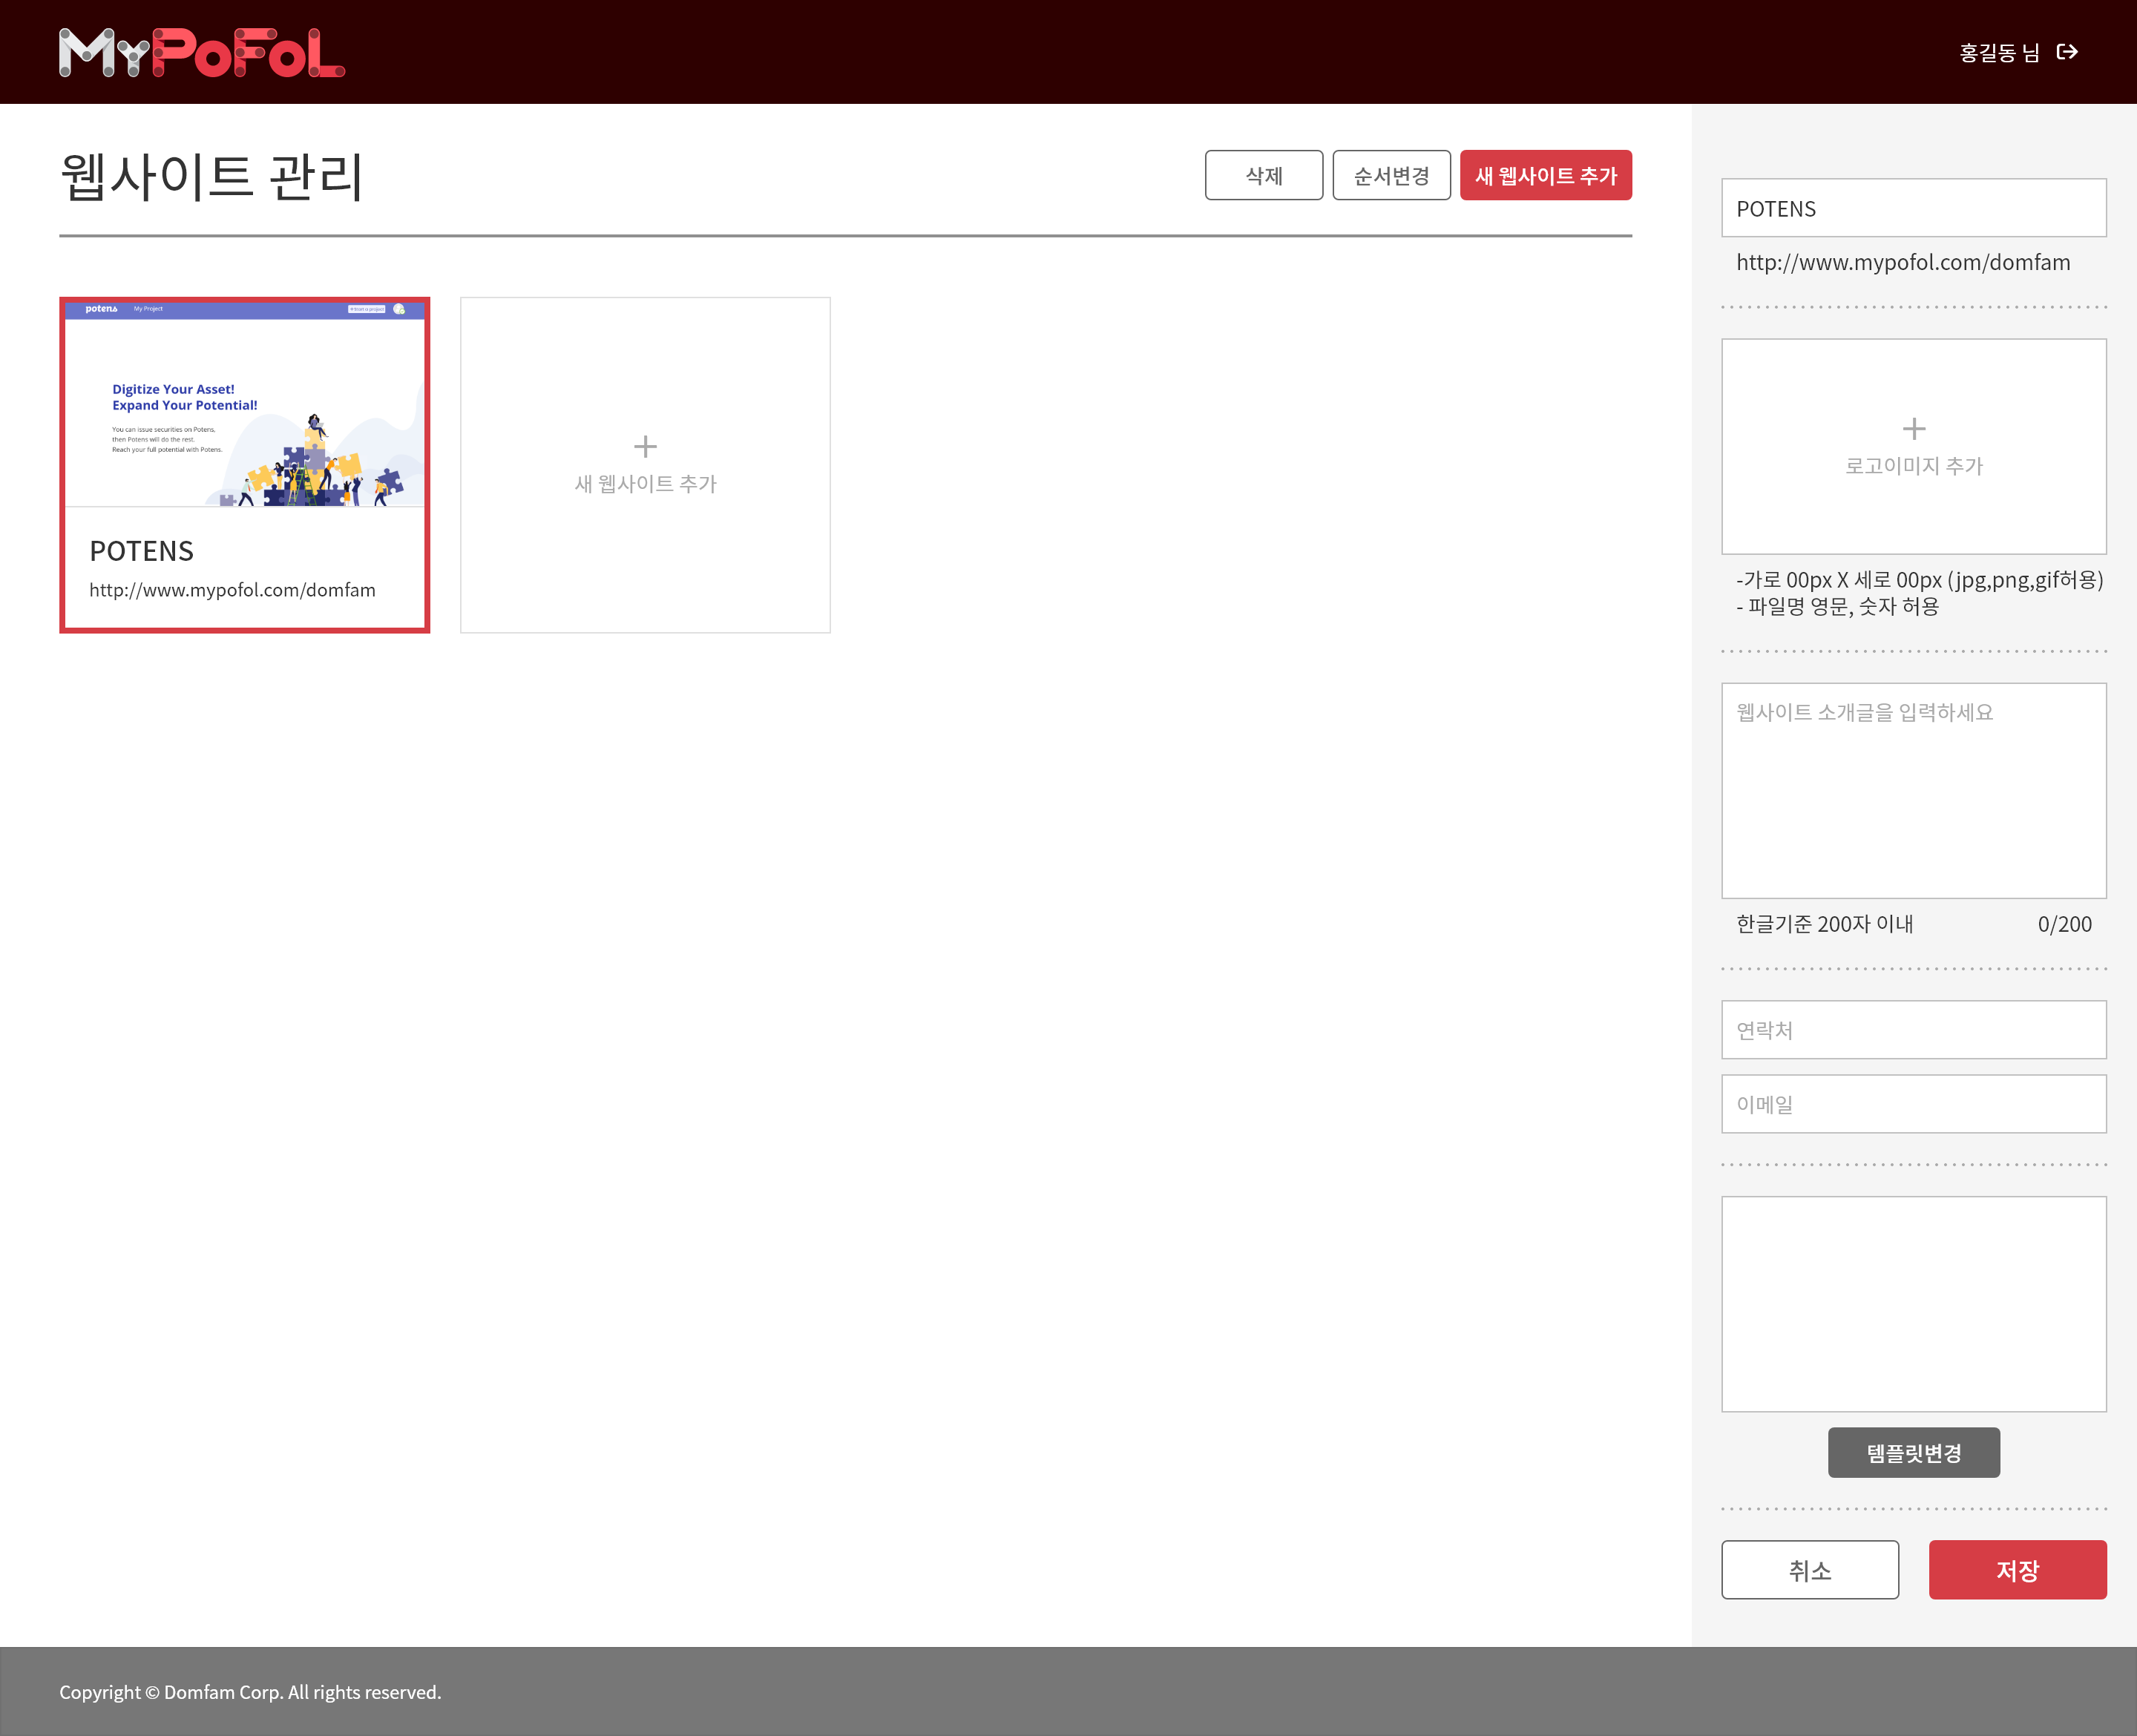 MyPoFoL
홍길동 님
웹사이트 관리
삭제
순서변경
새 웹사이트 추가
potens
My Project
Digitize Your Asset!
Expand Your Potential!
You can issue securities on Potens,
then Potens will do the rest.
Reach your full potential with Potens.
POTENS
http://www.mypofol.com/domfam
새 웹사이트 추가
POTENS
http://www.mypofol.com/domfam
로고이미지 추가
-가로 00px X 세로 00px (jpg,png,gif허용)
- 파일명 영문, 숫자 허용
웹사이트 소개글을 입력하세요
한글기준 200자 이내 0/200
연락처
이메일
템플릿변경
취소
저장
Copyright © Domfam Corp. All rights reserved.